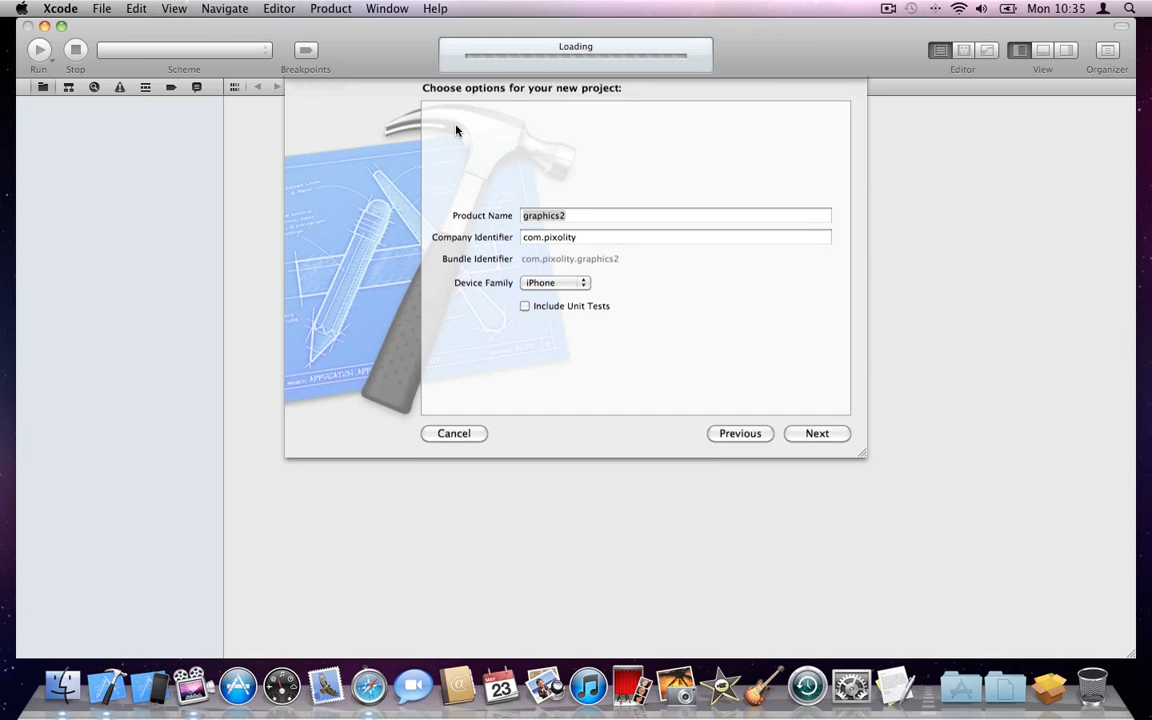 Xcode File Edit View Navigate Editor Product Window Help Mon 10:35
Loading
Run Stop Scheme Breakpoints Editor View Organizer
Choose options for your new project:
Product Name graphics2
Company Identifier com.pixolity
Bundle Identifier com.pixolity.graphics2
Device Family iPhone
Include Unit Tests
Cancel Previous Next
MAY
23